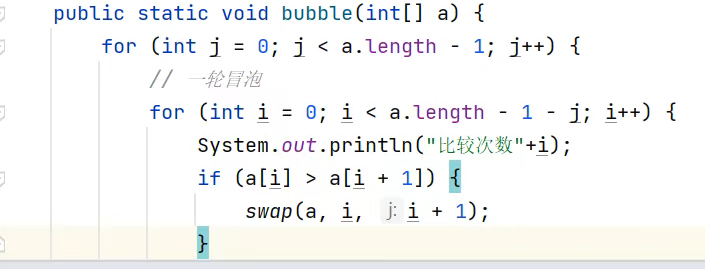 public static void bubble(int[] a) {
for (int j = 0; j < a.length - 1; j++) {
// 一轮冒泡
for (int i = 0; i < a.length - 1 - j; i++) {
System.out.println("比较次数"+i);
if (a[i] > a[i + 1]) {
swap(a, i, j: i + 1);
}